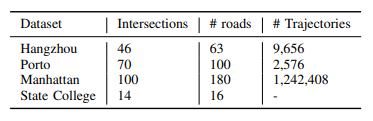 Dataset Intersections # roads # Trajectories
Hangzhou 46 63 9,656
Porto 70 100 2,576
Manhattan 100 180 1,242,408
State College 14 16 -